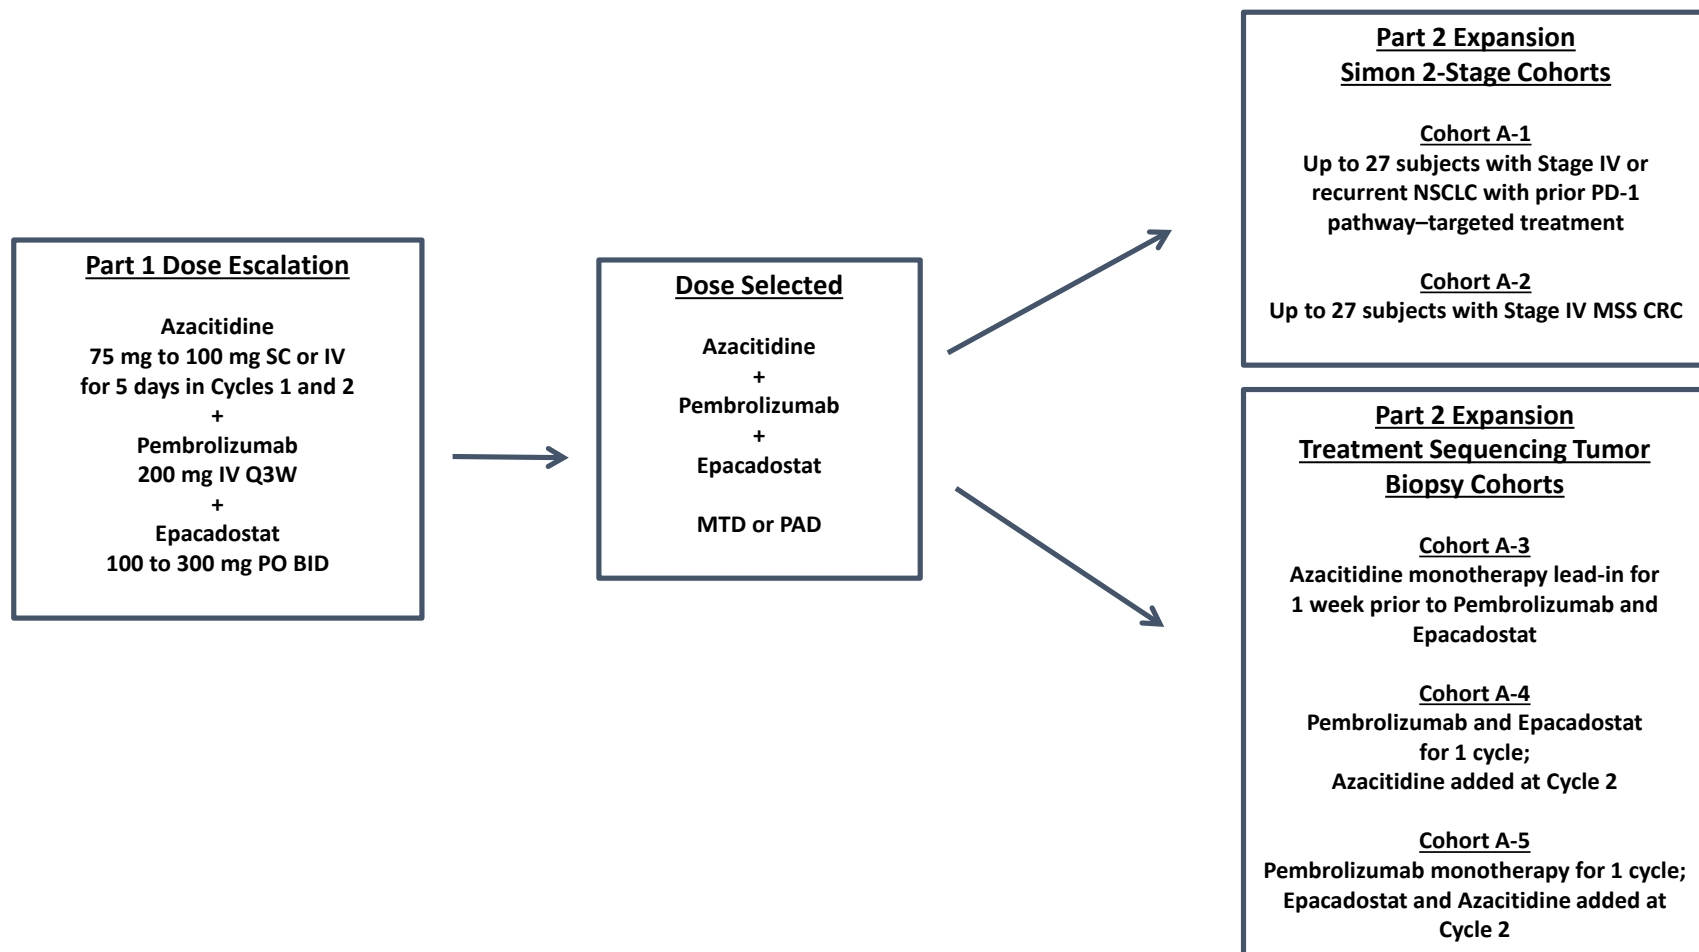 Part 1 Dose Escalation
Azacitidine
75 mg to 100 mg SC or IV
for 5 days in Cycles 1 and 2
+
Pembrolizumab
200 mg IV Q3W
+
Epacadostat
100 to 300 mg PO BID
Dose Selected
Azacitidine
+
Pembrolizumab
+
Epacadostat
MTD or PAD
Part 2 Expansion
Simon 2-Stage Cohorts
Cohort A-1
Up to 27 subjects with Stage IV or
recurrent NSCLC with prior PD-1
pathway–targeted treatment
Cohort A-2
Up to 27 subjects with Stage IV MSS CRC
Part 2 Expansion
Treatment Sequencing Tumor
Biopsy Cohorts
Cohort A-3
Azacitidine monotherapy lead-in for
1 week prior to Pembrolizumab and
Epacadostat
Cohort A-4
Pembrolizumab and Epacadostat
for 1 cycle;
Azacitidine added at Cycle 2
Cohort A-5
Pembrolizumab monotherapy for 1 cycle;
Epacadostat and Azacitidine added at
Cycle 2